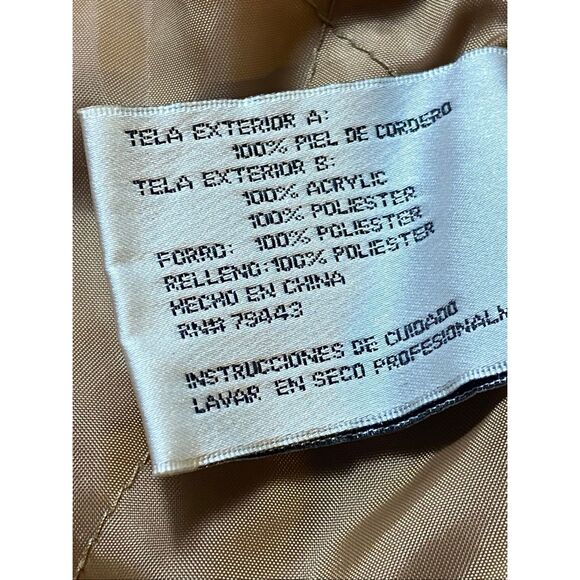 TELA EXTERIOR A:
100% PIEL DE CORDERO
TELA EXTERIOR B:
100% ACRYLIC
100% POLIESTER
FORRO: 100% POLIESTER
RELLENO: 100% POLIESTER
HECHO EN CHINA
RN# 79443
INSTRUCCIONES DE CUIDADO
LAVAR EN SECO